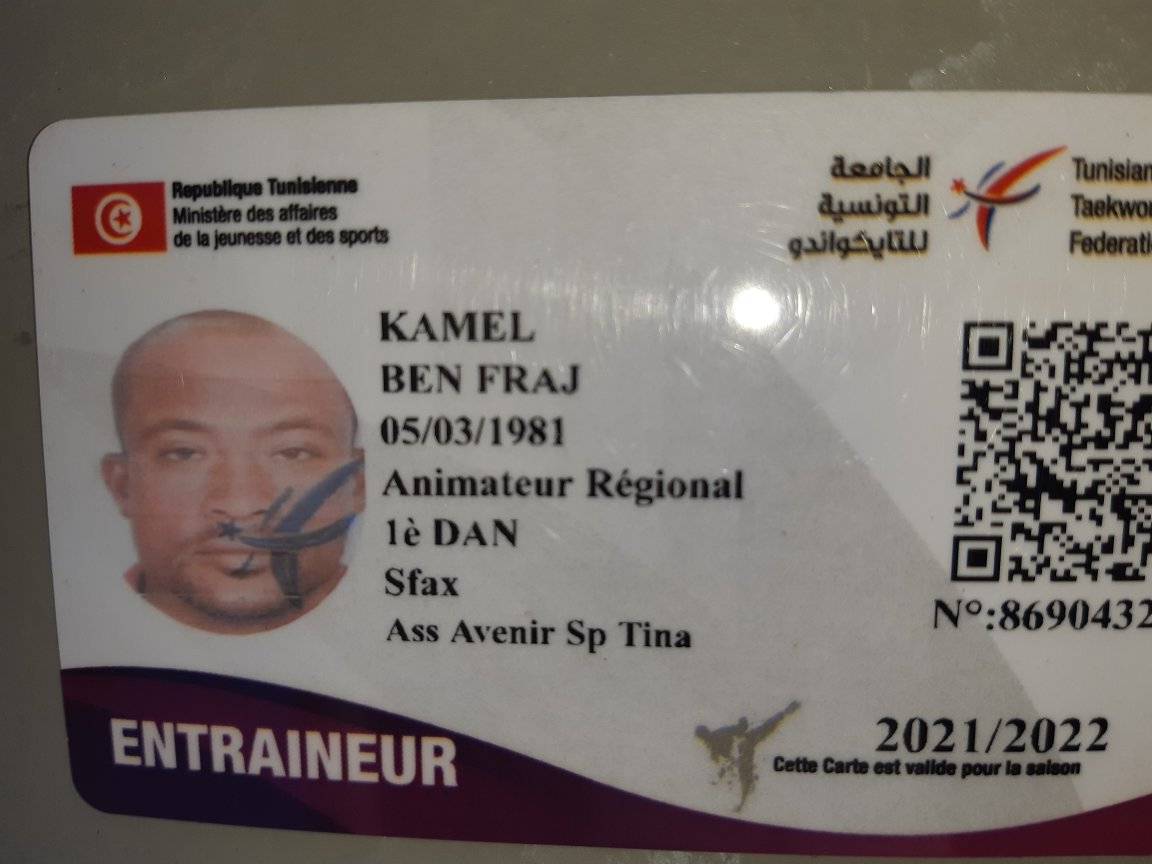 Republique Tunisienne
Ministère des affaires
de la jeunesse et des sports
الجامعة
التونسية
للتايكواندو
KAMEL
BEN FRAJ
05/03/1981
Animateur Régional
1è DAN
Sfax
Ass Avenir Sp Tina
N°:8690432
ENTRAINEUR
2021/2022
Cette Carte est valide pour la saison